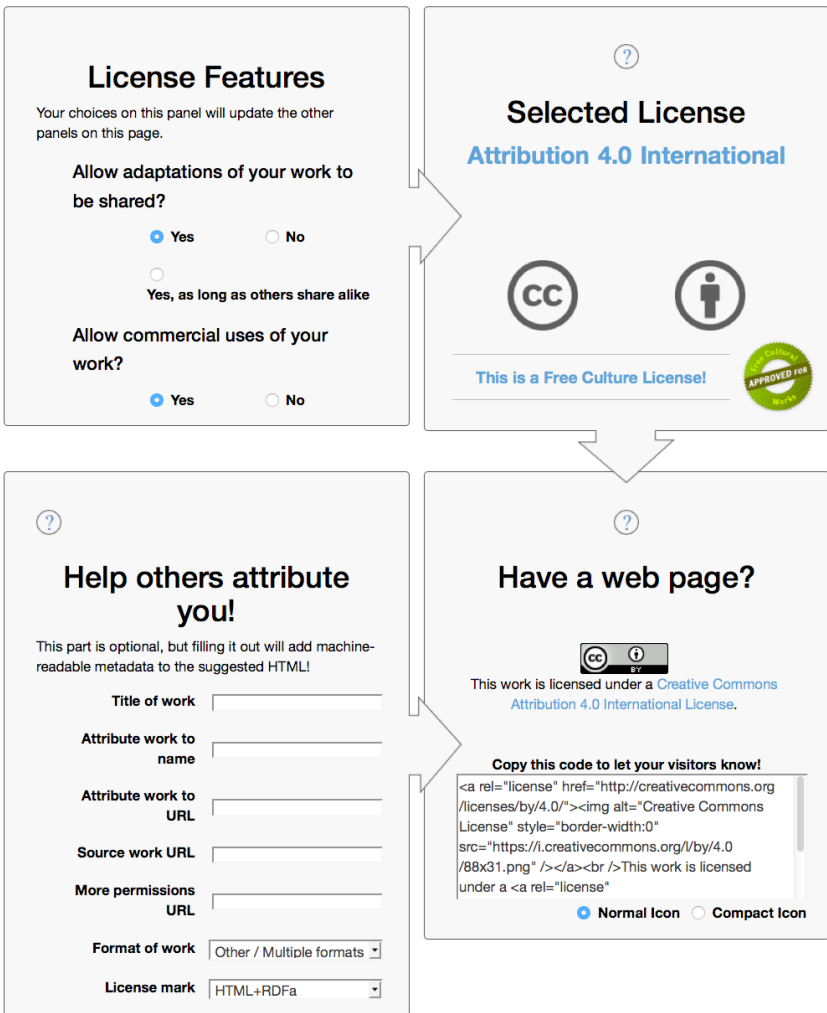 License Features
Your choices on this panel will update the other
panels on this page.
Allow adaptations of your work to
be shared?
Yes
No
Yes, as long as others share alike
Allow commercial uses of your
work?
Yes
No
?
Selected License
Attribution 4.0 International
cc
This is a Free Culture License!
Free Cultural
APPROVED FOR
Works
?
Help others attribute
you!
This part is optional, but filling it out will add machine-
readable metadata to the suggested HTML!
Title of work
Attribute work to
name
Attribute work to
URL
Source work URL
More permissions
URL
Format of work
Other / Multiple formats
License mark
HTML+RDFa
?
Have a web page?
cc
BY
This work is licensed under a Creative Commons
Attribution 4.0 International License.
Copy this code to let your visitors know!
<a rel="license" href="http://creativecommons.org
/licenses/by/4.0/"><img alt="Creative Commons
License" style="border-width:0"
src="https://i.creativecommons.org/l/by/4.0
/88x31.png" /></a><br />This work is licensed
under a <a rel="license"
Normal Icon
Compact Icon